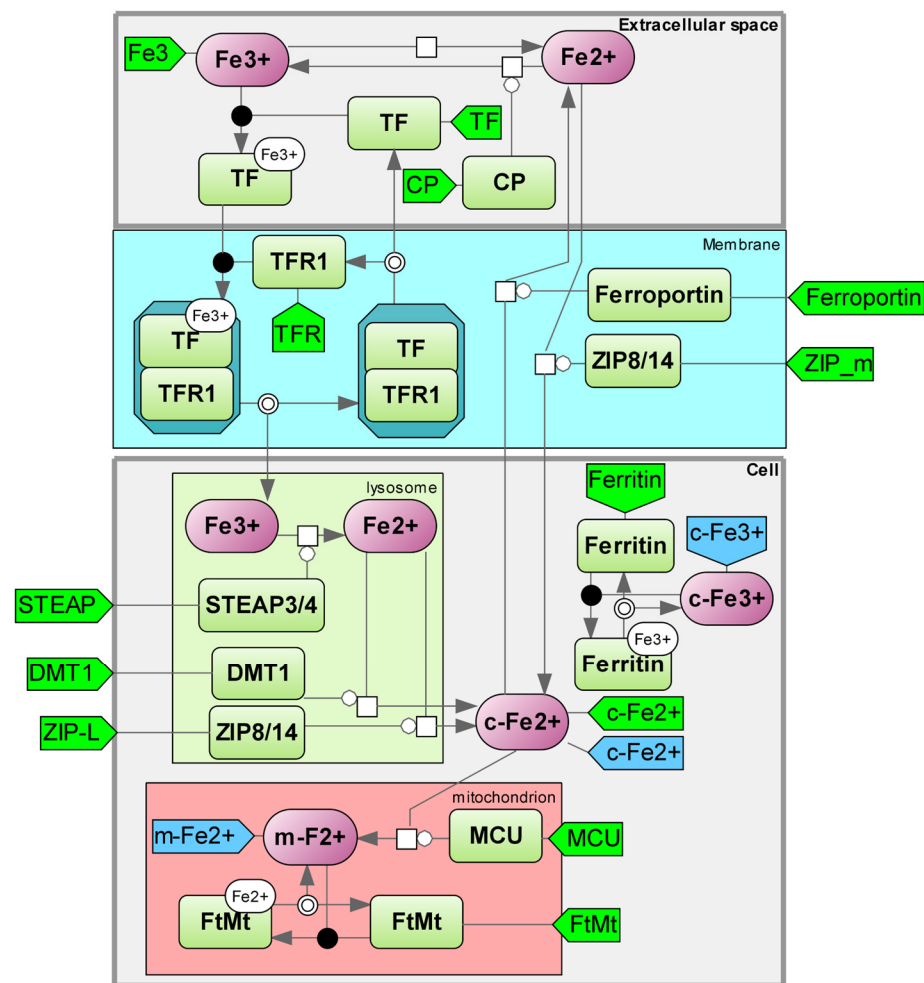 Extracellular space
Fe3
Fe3+
Fe2+
TF
TF
Fe3+
TF
CP
CP
Membrane
TFR1
Ferroportin
Ferroportin
Fe3+
TFR
TF
TF
ZIP8/14
ZIP_m
TFR1
TFR1
Cell
lysosome
Ferritin
Fe3+
Fe2+
c-Fe3+
Ferritin
STEAP
STEAP3/4
c-Fe3+
Fe3+
Ferritin
DMT1
DMT1
c-Fe2+
c-Fe2+
ZIP-L
ZIP8/14
c-Fe2+
mitochondrion
m-Fe2+
m-F2+
MCU
MCU
Fe2+
FtMt
FtMt
FtMt